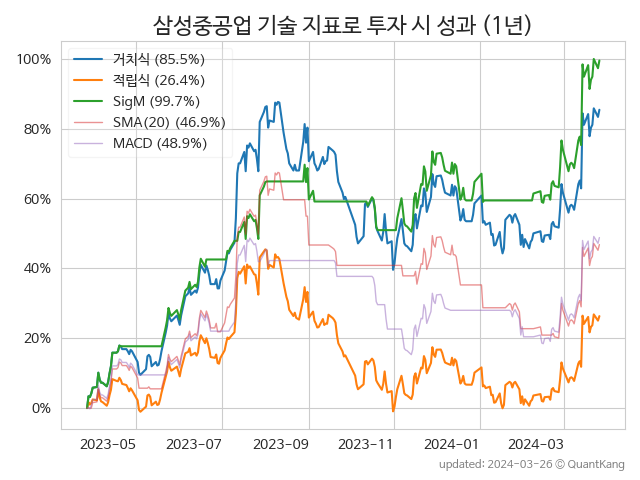 삼성중공업 기술 지표로 투자 시 성과 (1년)
거치식 (85.5%)
적립식 (26.4%)
SigM (99.7%)
SMA(20) (46.9%)
MACD (48.9%)
100%
80%
60%
40%
20%
0%
2023-05 2023-07 2023-09 2023-11 2024-01 2024-03
updated: 2024-03-26 ⓒ QuantKang